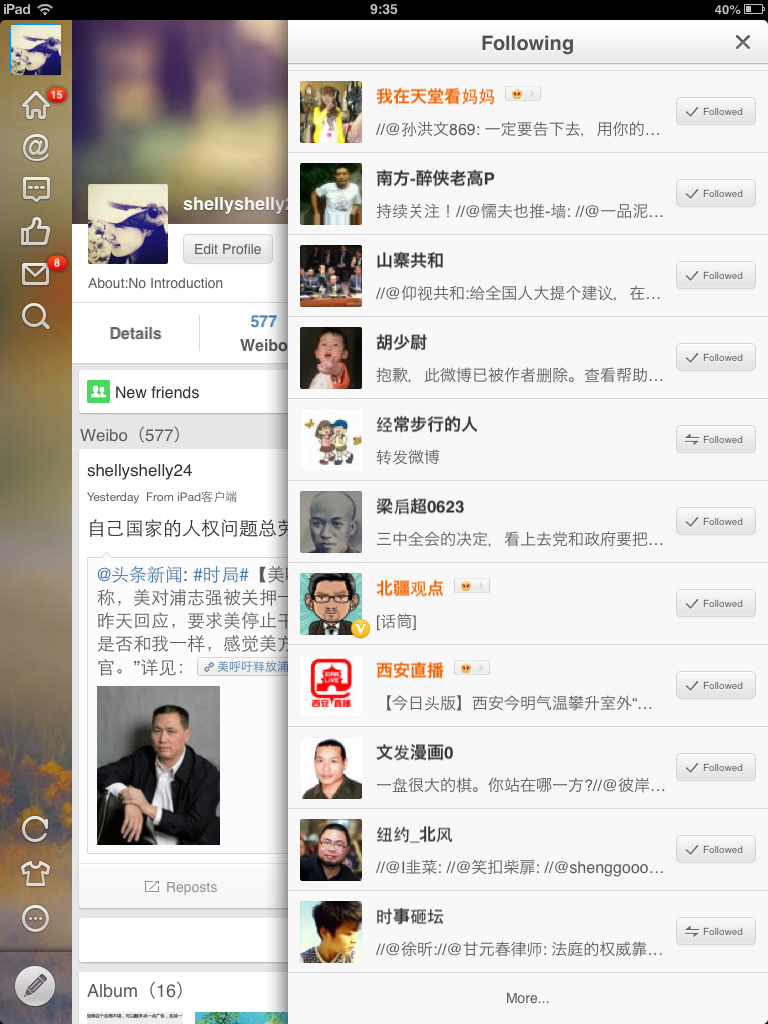 iPad
9:35
40%
15
8
shellyshelly2
Edit Profile
About:No Introduction
Details
577
Weibo
New friends
Weibo（577）
shellyshelly24
Yesterday From iPad客户端
自己国家的人权问题总劳
@头条新闻: #时局#【美呼
称，美对浦志强被关押一
昨天回应，要求美停止干
是否和我一样，感觉美方
官。”详见： 美呼吁释放浦
Reposts
Album（16）
Following
我在天堂看妈妈
//@孙洪文869: 一定要告下去，用你的…
Followed
南方-醉侠老高P
持续关注！//@懦夫也推-墙: //@一品泥…
Followed
山寨共和
//@仰视共和:给全国人大提个建议，在…
Followed
胡少尉
抱歉，此微博已被作者删除。查看帮助…
Followed
经常步行的人
转发微博
Followed
梁启超0623
三中全会的决定，看上去党和政府要把…
Followed
北疆观点
V
[话筒]
Followed
西安直播
XIAN LIVE
西安直播
【今日头版】西安今明气温攀升室外“…
Followed
文发漫画0
一盘很大的棋。你站在哪一方?//@彼岸…
Followed
纽约_北风
//@I韭菜: //@笑扣柴扉: //@shenggooo…
Followed
时事砸坛
//@徐昕://@甘元春律师: 法庭的权威靠…
Followed
More...